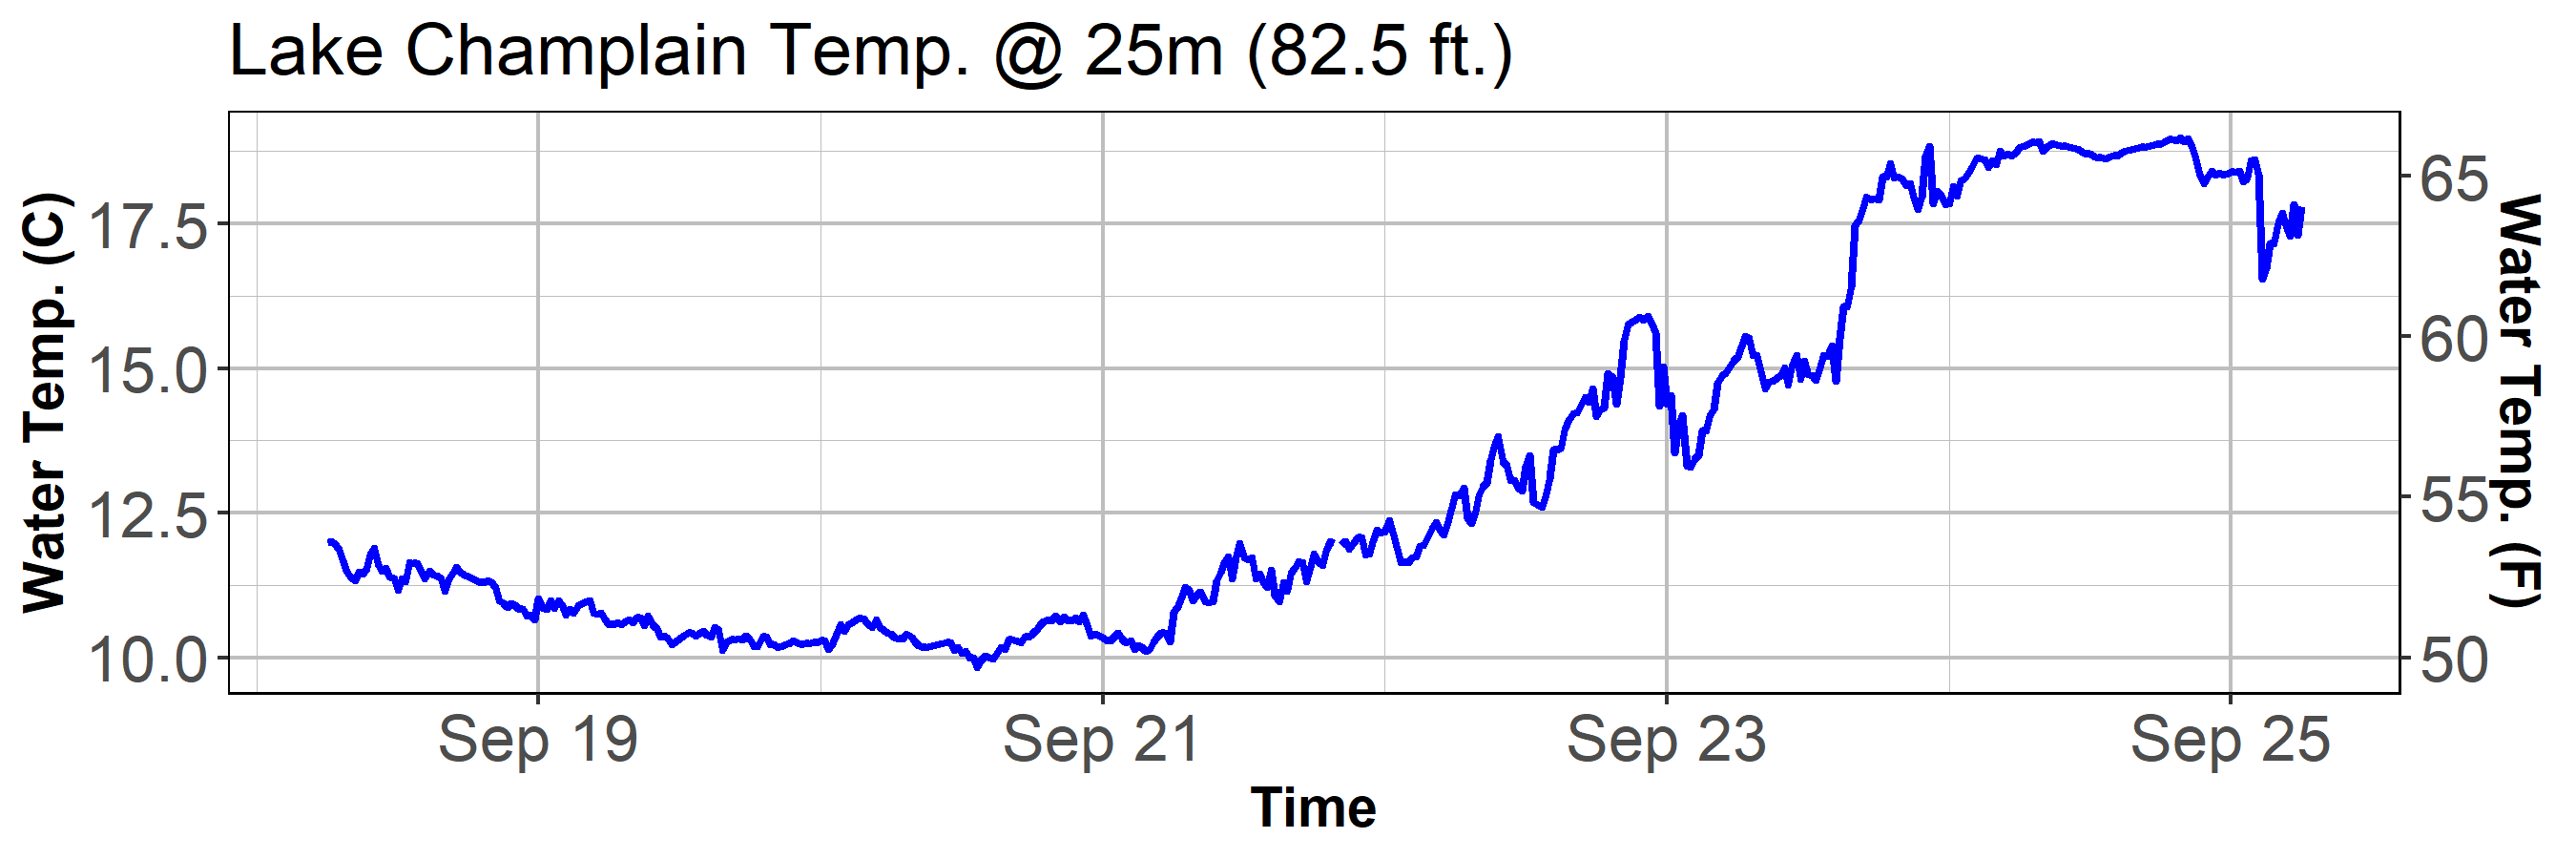 Lake Champlain Temp. @ 25m (82.5 ft.)
Water Temp. (C)
17.5
15.0
12.5
10.0
65
60
55
50
Water Temp. (F)
Sep 19
Sep 21
Sep 23
Sep 25
Time